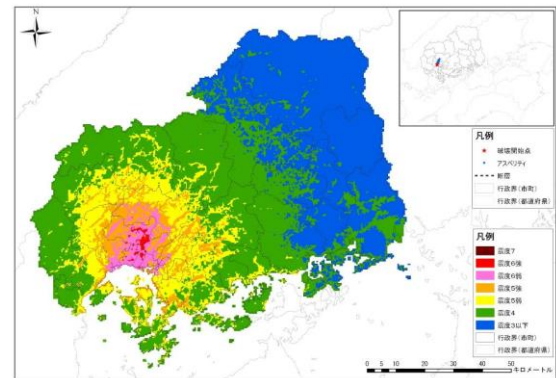 N
凡例
破壊開始点
アスペリティ
断層
行政界(市町)
行政界(都道府県)
凡例
震度7
震度6強
震度6弱
震度5強
震度5弱
震度4
震度3以下
行政界(市町)
行政界(都道府県)
0 5 10 20 30 40 50
キロメートル